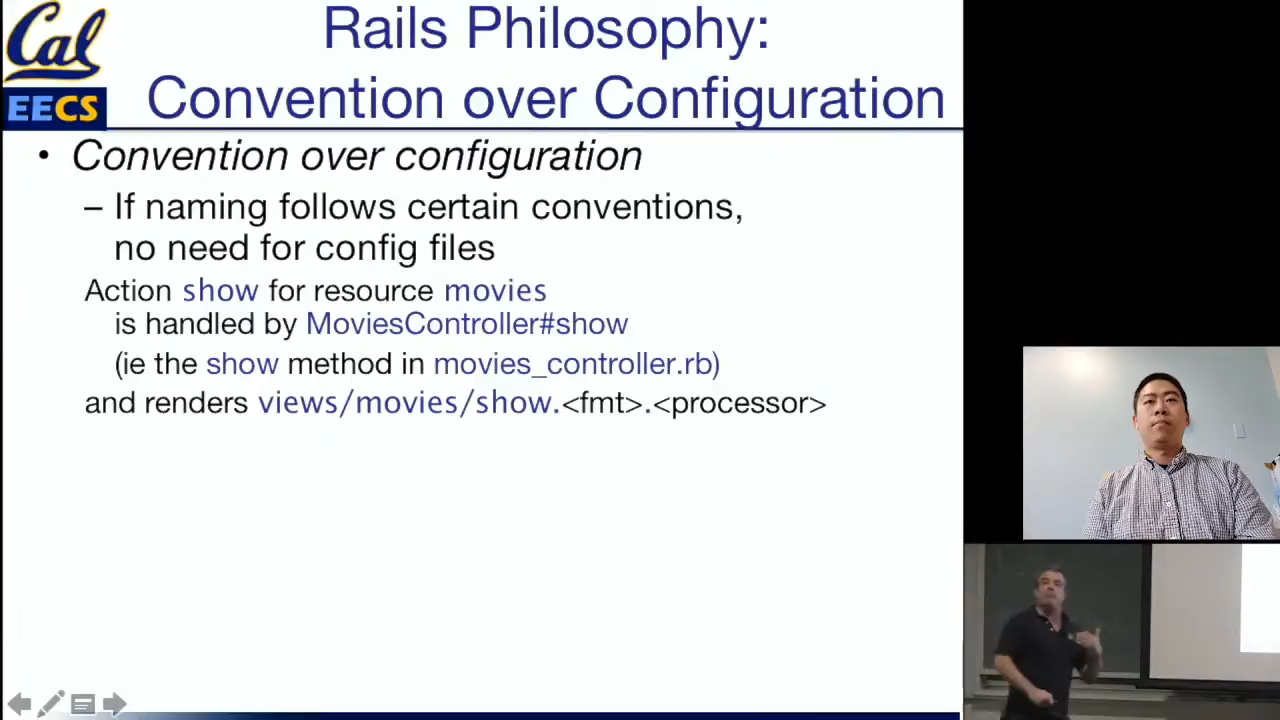 Cal
EECS
Rails Philosophy:
Convention over Configuration
• Convention over configuration
– If naming follows certain conventions,
no need for config files
Action show for resource movies
is handled by MoviesController#show
(ie the show method in movies_controller.rb)
and renders views/movies/show.<fmt>.<processor>